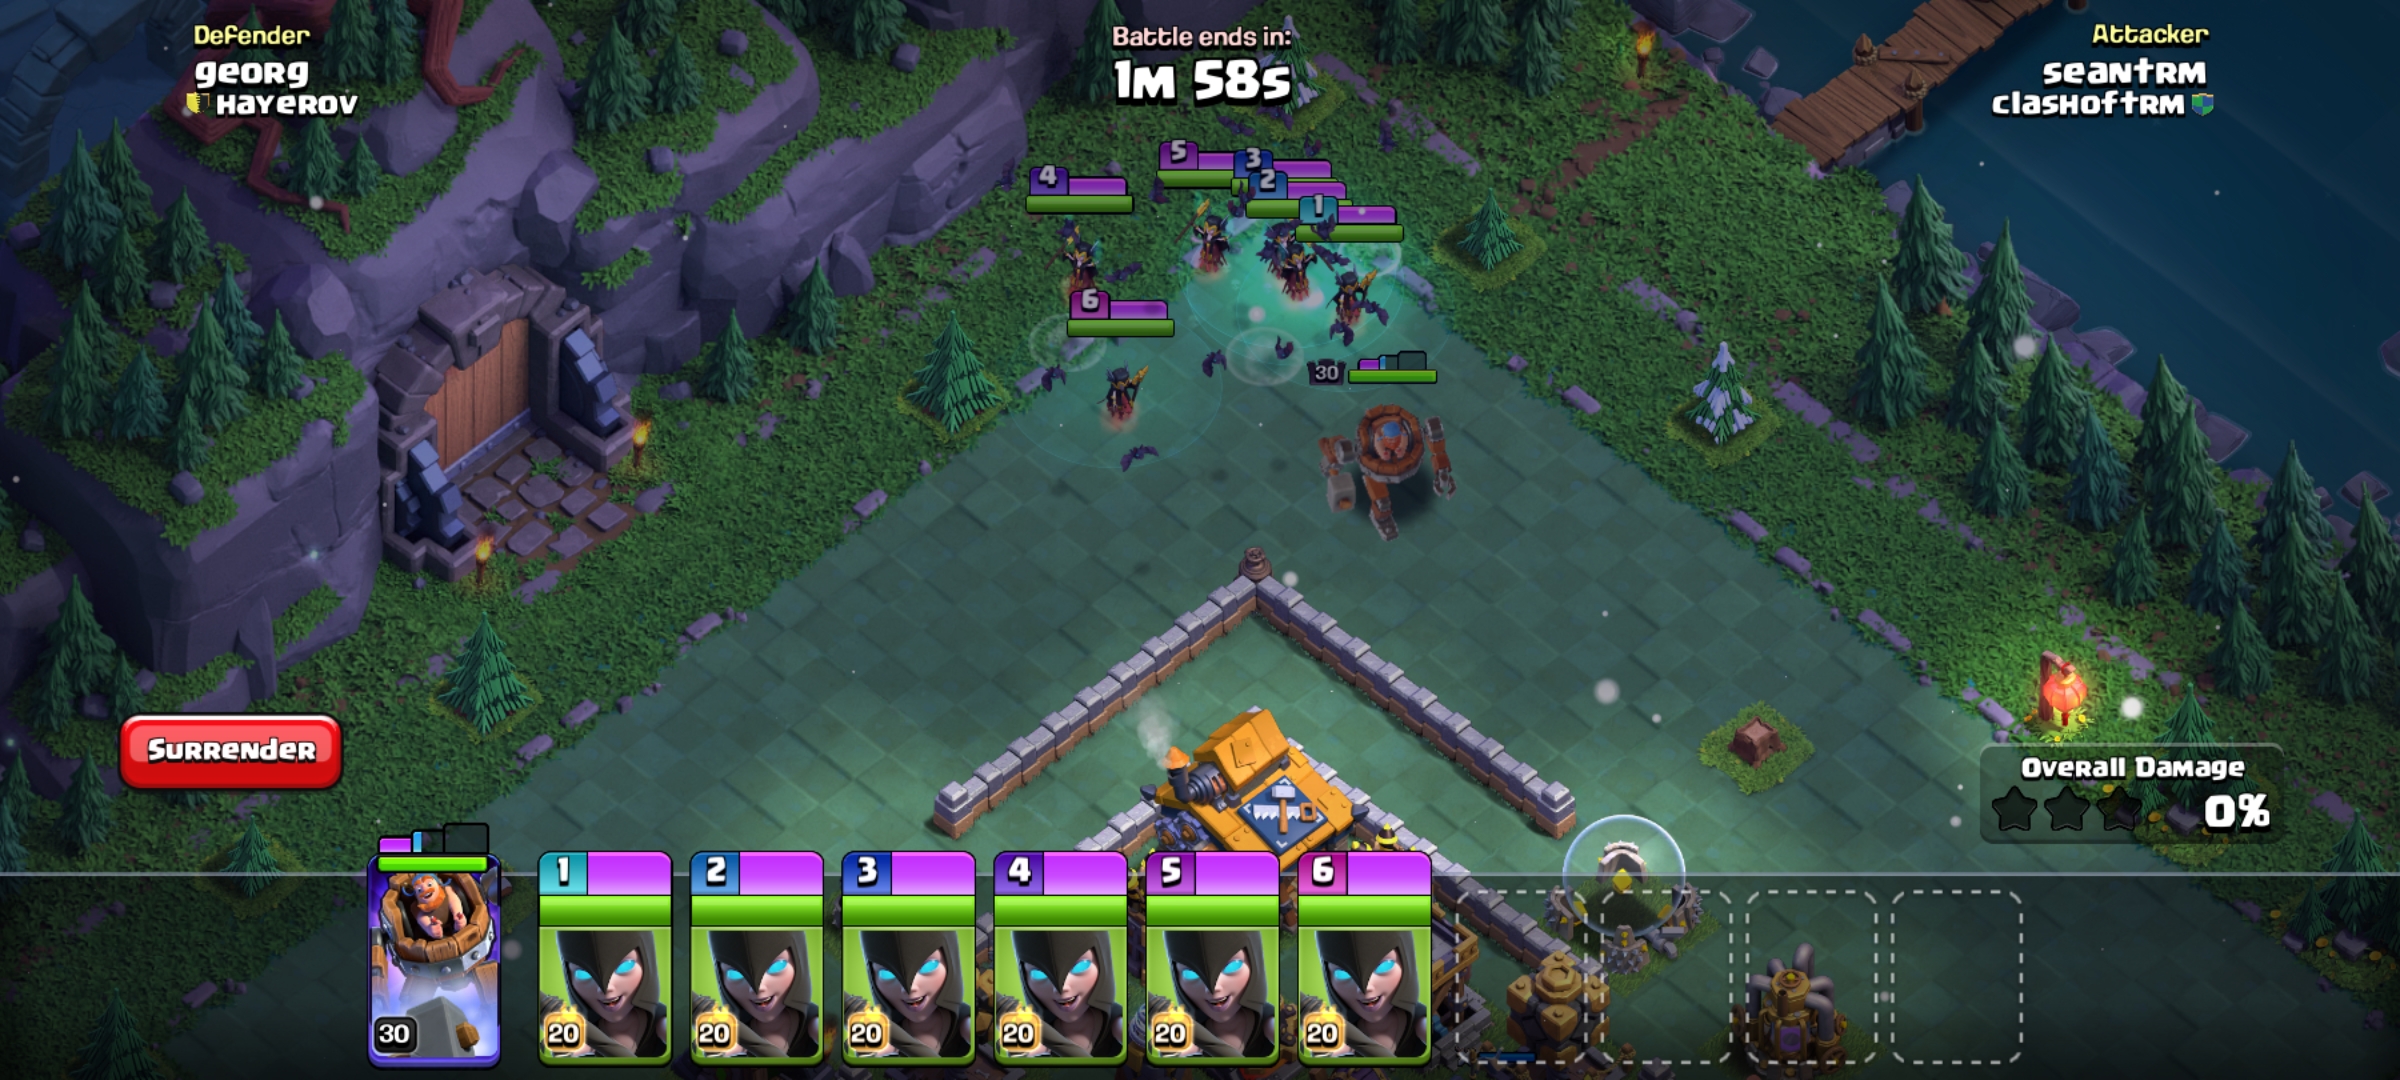 Defender
georg
HAYEROV
Battle ends in:
1M 58s
Attacker
seantRM
clashoftRM
4
5
3
2
1
6
30
Surrender
Overall Damage
0%
1
2
3
4
5
6
30
20
20
20
20
20
20